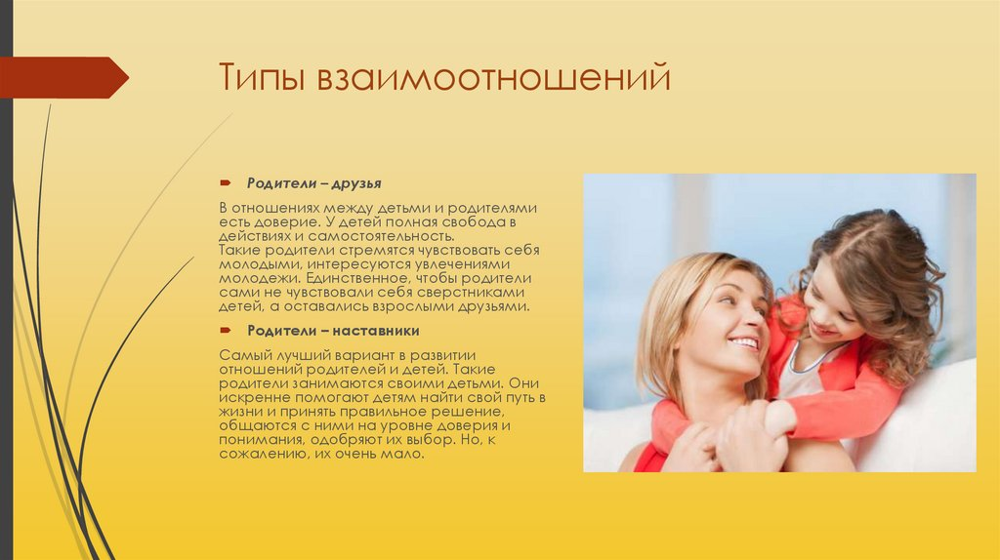 Типы взаимоотношений
Родители – друзья
В отношениях между детьми и родителями
есть доверие. У детей полная свобода в
действиях и самостоятельность.
Такие родители стремятся чувствовать себя
молодыми, интересуются увлечениями
молодежи. Единственное, чтобы родители
сами не чувствовали себя сверстниками
детей, а оставались взрослыми друзьями.
Родители – наставники
Самый лучший вариант в развитии
отношений родителей и детей. Такие
родители занимаются своими детьми. Они
искренне помогают детям найти свой путь в
жизни и принять правильное решение,
общаются с ними на уровне доверия и
понимания, одобряют их выбор. Но, к
сожалению, их очень мало.